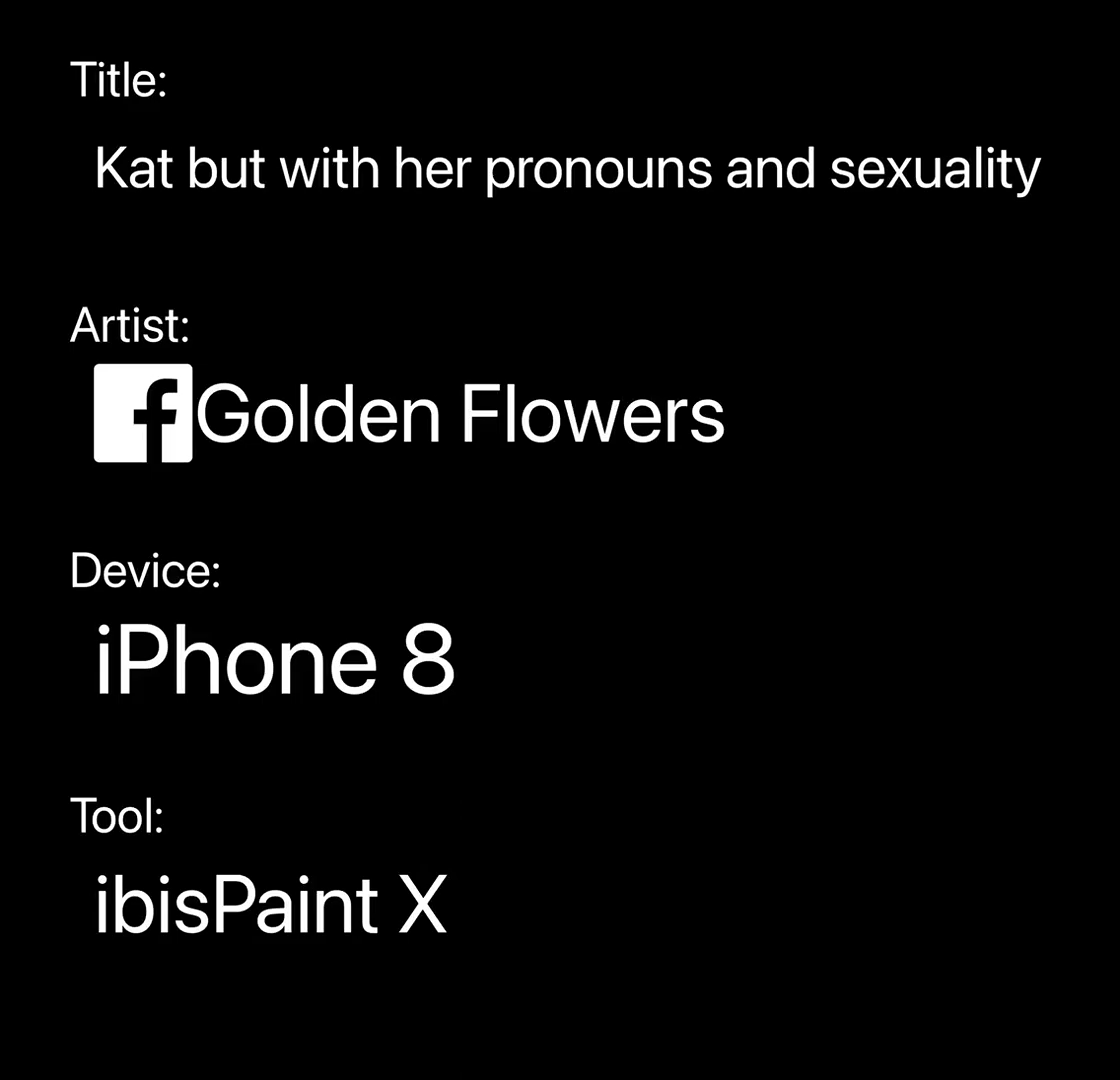 Title:
Kat but with her pronouns and sexuality
Artist:
Golden Flowers
Device:
iPhone 8
Tool:
ibisPaint X